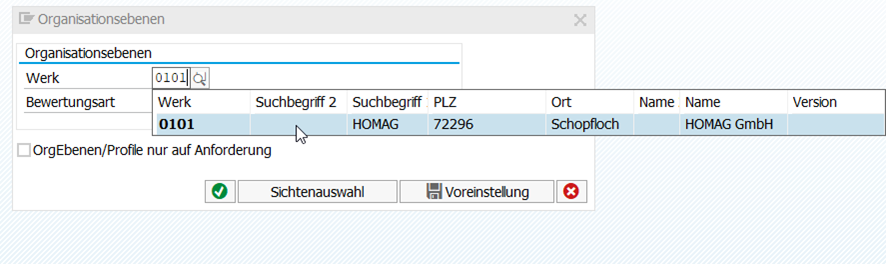 Organisationsebenen
Organisationsebenen
Werk 0101
Bewertungsart
Werk Suchbegriff 2 Suchbegriff PLZ Ort Name Name Version
0101 HOMAG 72296 Schopfloch HOMAG GmbH
OrgEbenen/Profile nur auf Anforderung
Sichtenauswahl Voreinstellung